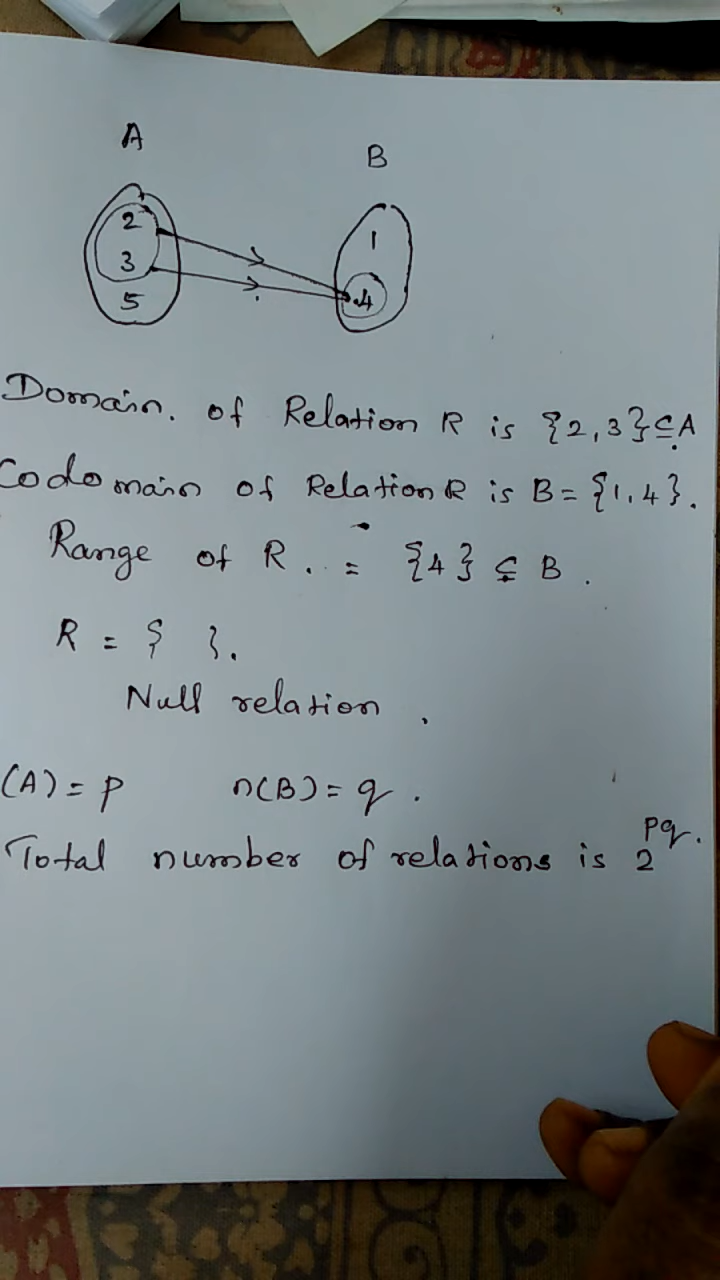 A B
2 1
3 4
5
Domain. of Relation R is {2,3}⊆A
Codomain of Relation R is B = {1,4}.
Range of R. = {4} ⊆ B.
R = { }.
Null relation.
(A) = p n(B) = q.
Total number of relations is 2^pq.